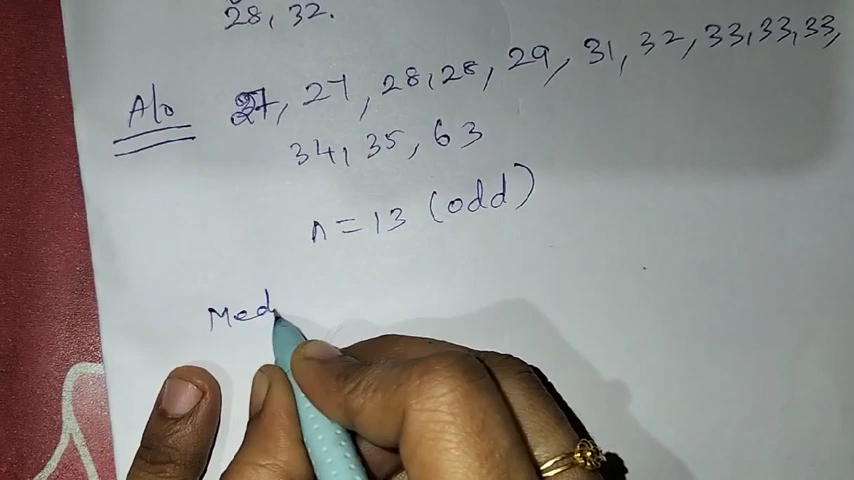 28, 32.
A/o 27, 27, 28, 28, 29, 31, 32, 33, 33, 33,
34, 35, 63
n = 13 (odd)
Med